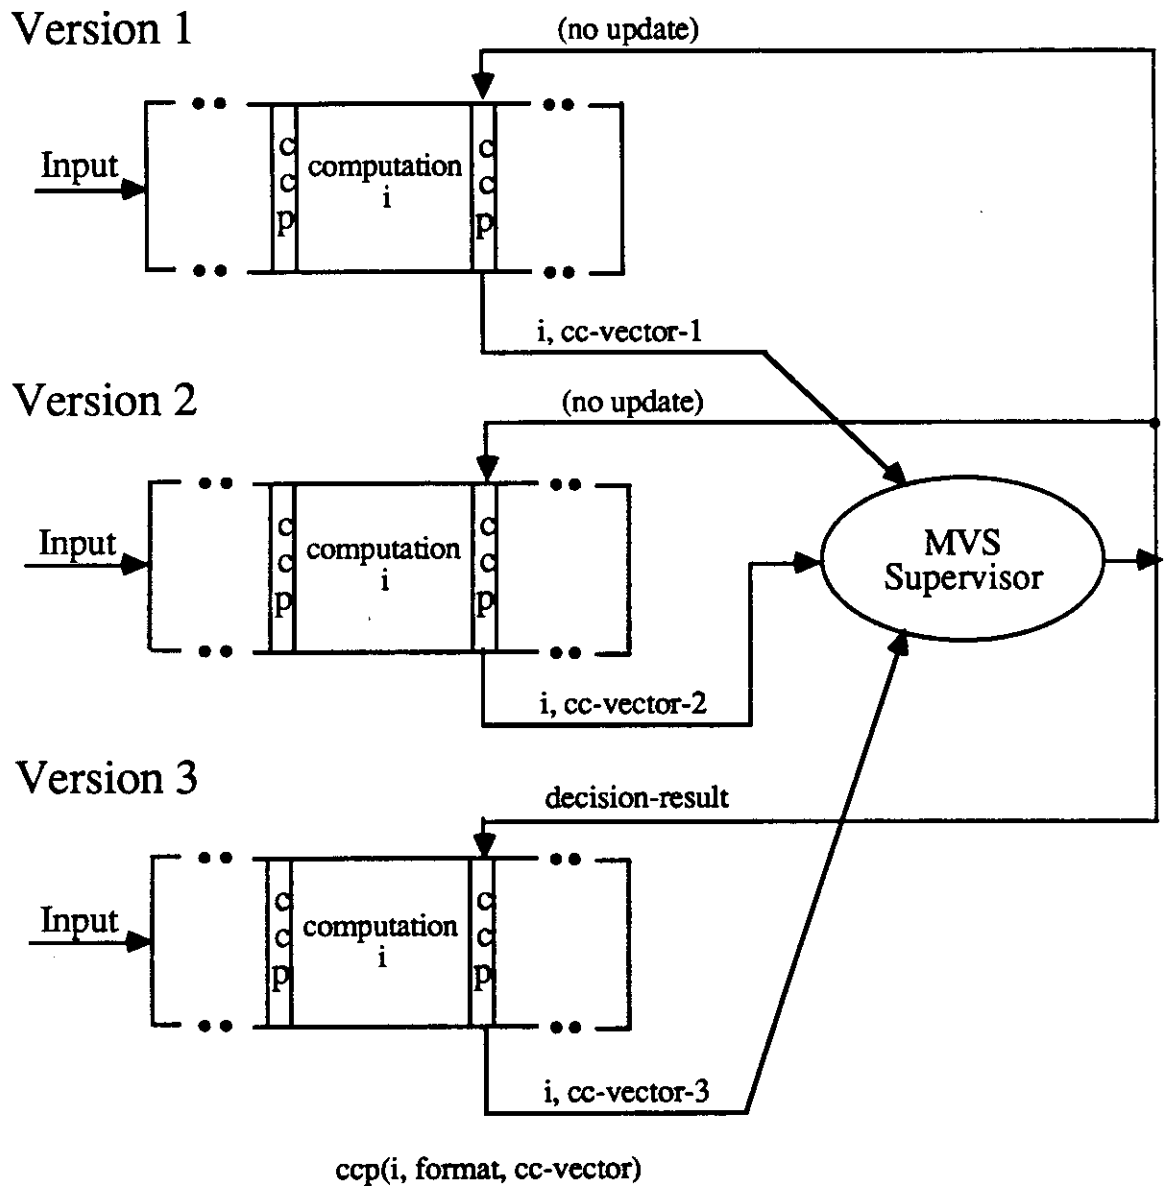 Version 1
(no update)
Input
c
c
p
computation
i
c
c
p
i, cc-vector-1
Version 2
(no update)
Input
c
c
p
computation
i
c
c
p
MVS
Supervisor
i, cc-vector-2
Version 3
decision-result
Input
c
c
p
computation
i
c
c
p
i, cc-vector-3
ccp(i, format, cc-vector)